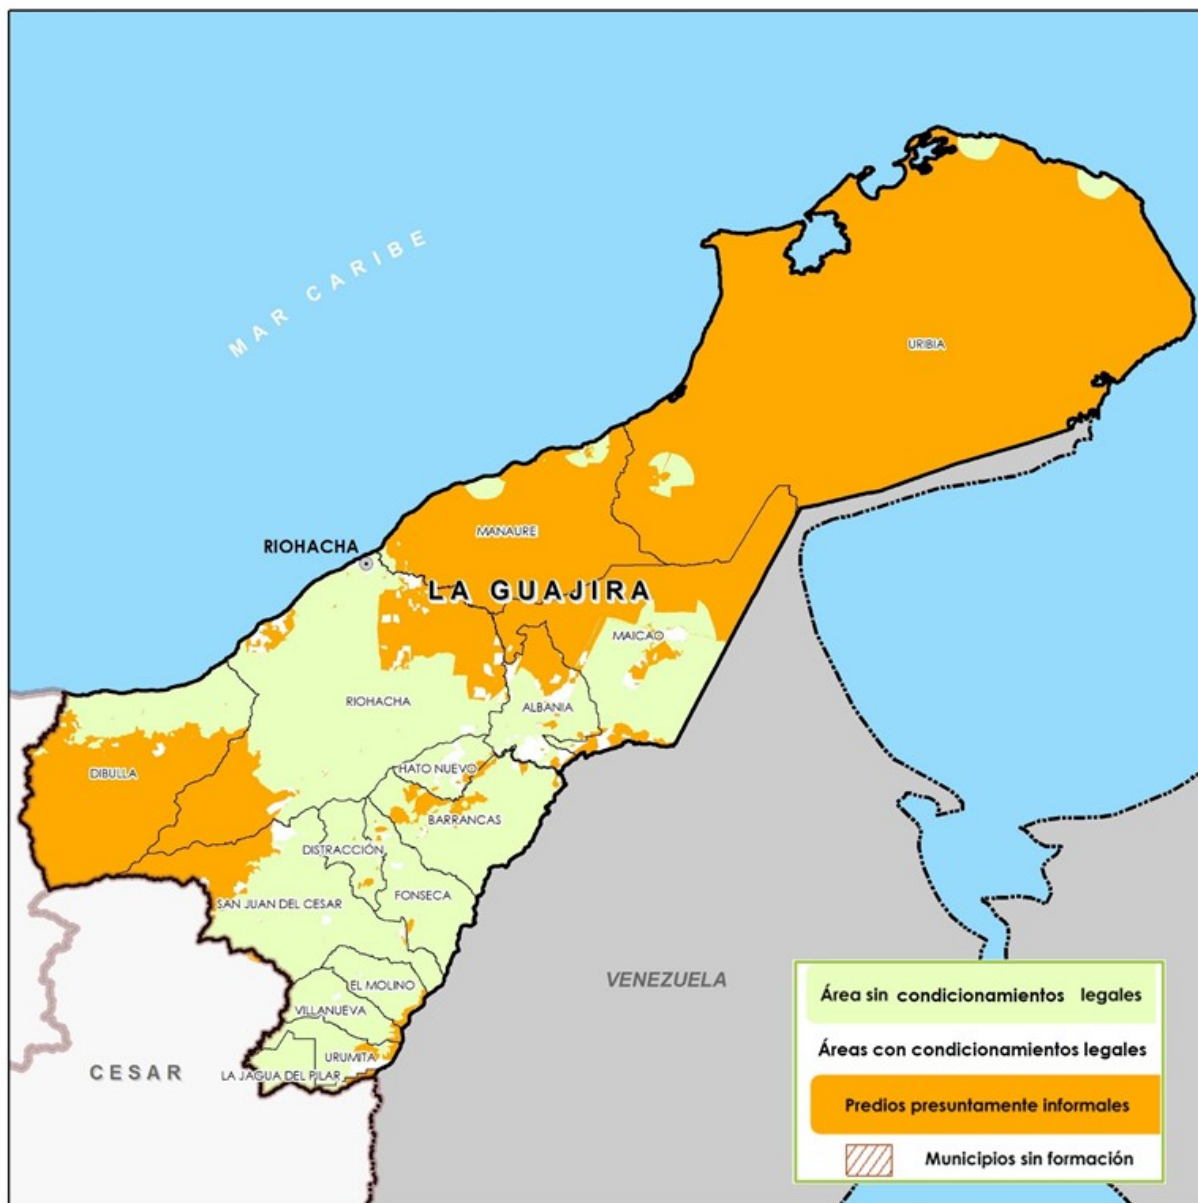 MAR CARIBE
URIBIA
MANAURE
RIOHACHA
LA GUAJIRA
MAICAO
RIOHACHA
ALBANIA
DIBULLA
HATO NUEVO
BARRANCAS
DISTRACCIÓN
FONSECA
SAN JUAN DEL CESAR
VENEZUELA
EL MOLINO
VILLANUEVA
URUMITA
CESAR
LA JAGUA DEL PILAR
Área sin condicionamientos legales
Áreas con condicionamientos legales
Predios presuntamente informales
Municipios sin formación